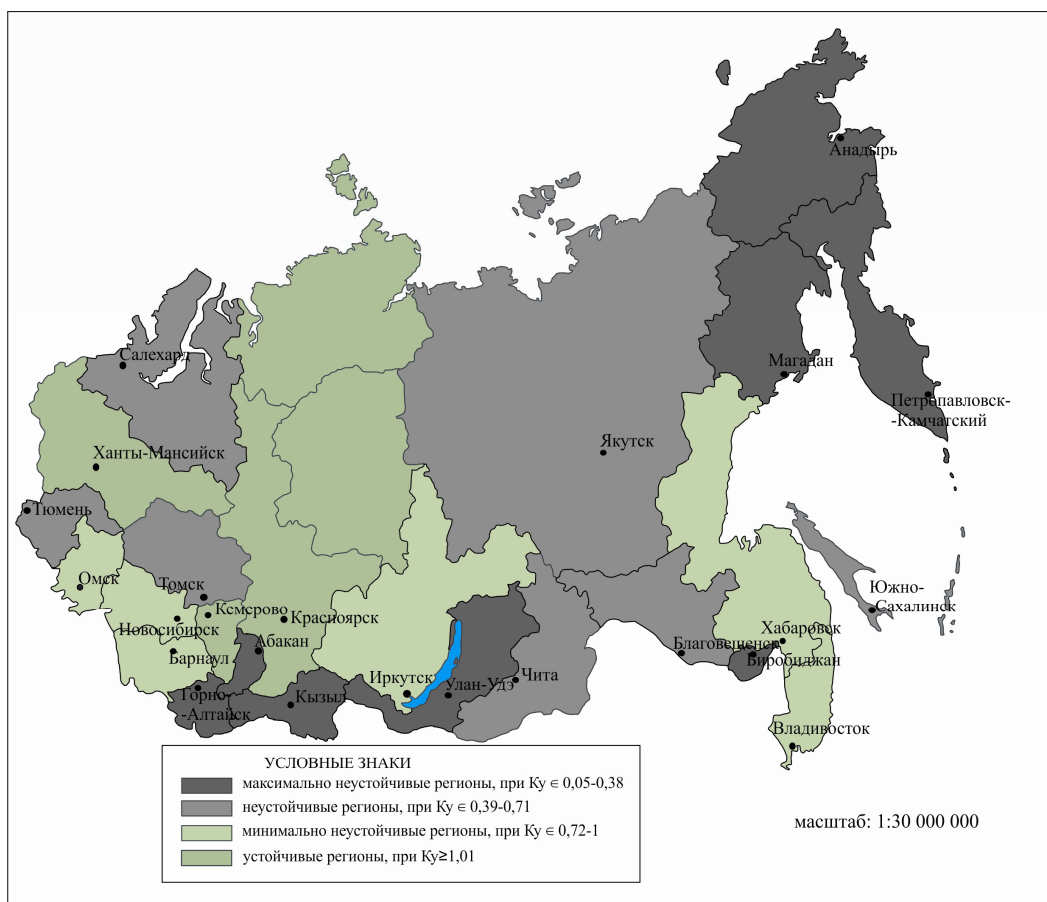 Анадырь
Салехард
Магадан
Петропавловск-
-Камчатский
Якутск
Ханты-Мансийск
Тюмень
Омск
Томск
Кемерово
Красноярск
Новосибирск
Абакан
Барнаул
Горно-
-Алтайск
Кызыл
Иркутск
Улан-Удэ
Чита
Благовещенск
Хабаровск
Биробиджан
Южно-
-Сахалинск
Владивосток
УСЛОВНЫЕ ЗНАКИ
максимально неустойчивые регионы, при Ку ∈ 0,05-0,38
неустойчивые регионы, при Ку ∈ 0,39-0,71
минимально неустойчивые регионы, при Ку ∈ 0,72-1
устойчивые регионы, при Ку≥1,01
масштаб: 1:30 000 000